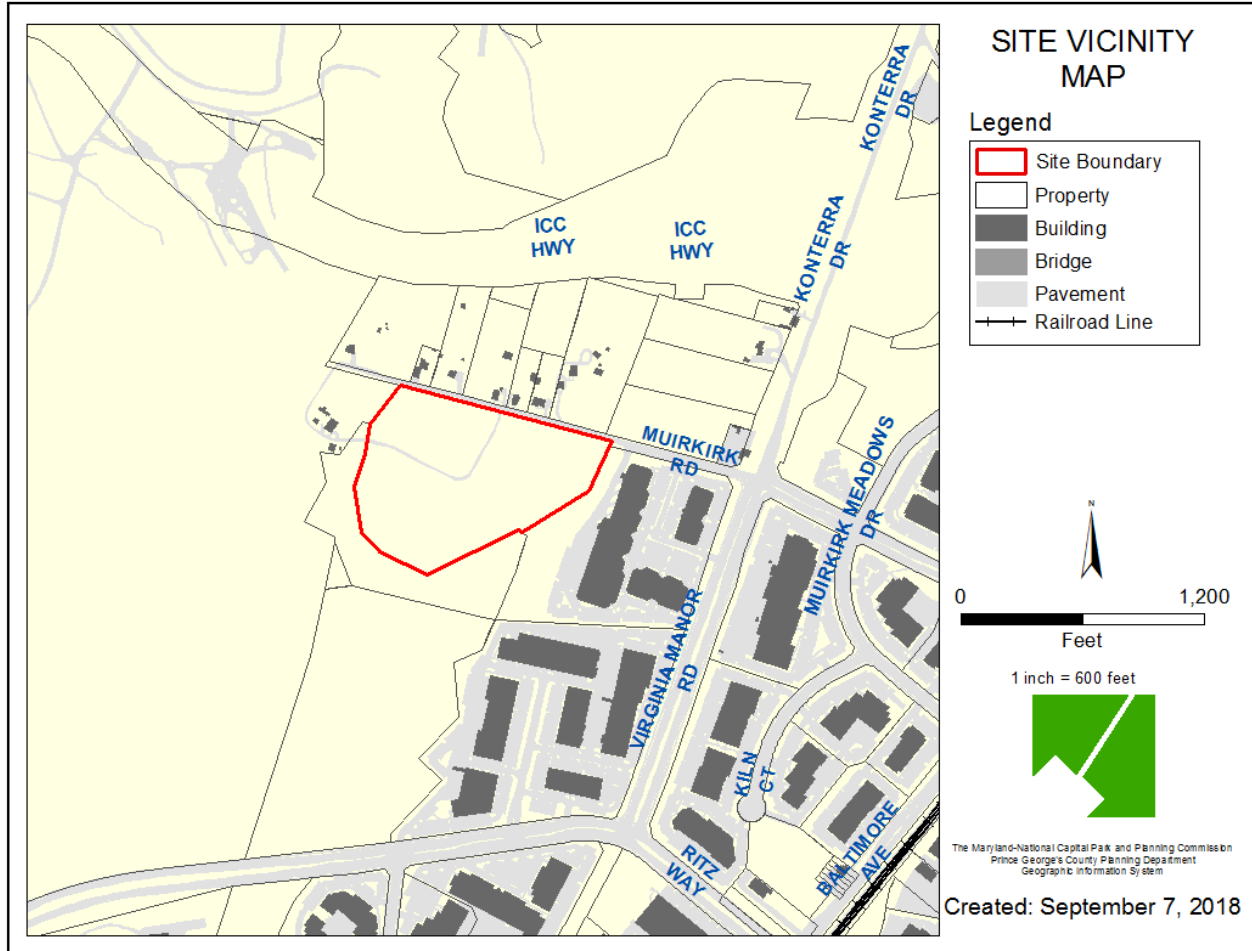 SITE VICINITY
MAP
Legend
Site Boundary
Property
Building
Bridge
Pavement
Railroad Line
KONTERRA
DR
KONTERRA
DR
ICC
HWY
ICC
HWY
MUIRKIRK
RD
MUIRKIRK MEADOWS
DR
VIRGINIA MANOR
RD
KILN
CT
RITZ
WAY
BALTIMORE
AVE
N
0 1,200
Feet
1 inch = 600 feet
The Maryland-National Capital Park and Planning Commission
Prince George's County Planning Department
Geographic Information System
Created: September 7, 2018